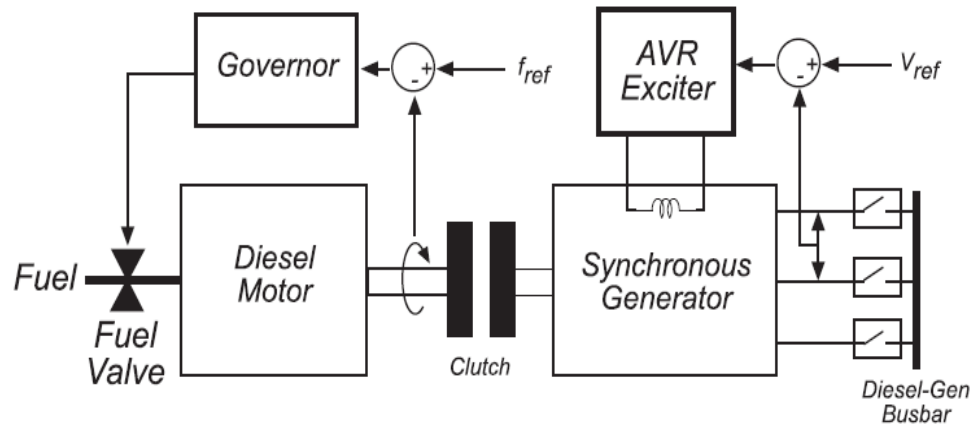 Governor
+
-
f_ref
AVR
Exciter
+
-
V_ref
Fuel
Fuel
Valve
Diesel
Motor
Clutch
Synchronous
Generator
Diesel-Gen
Busbar